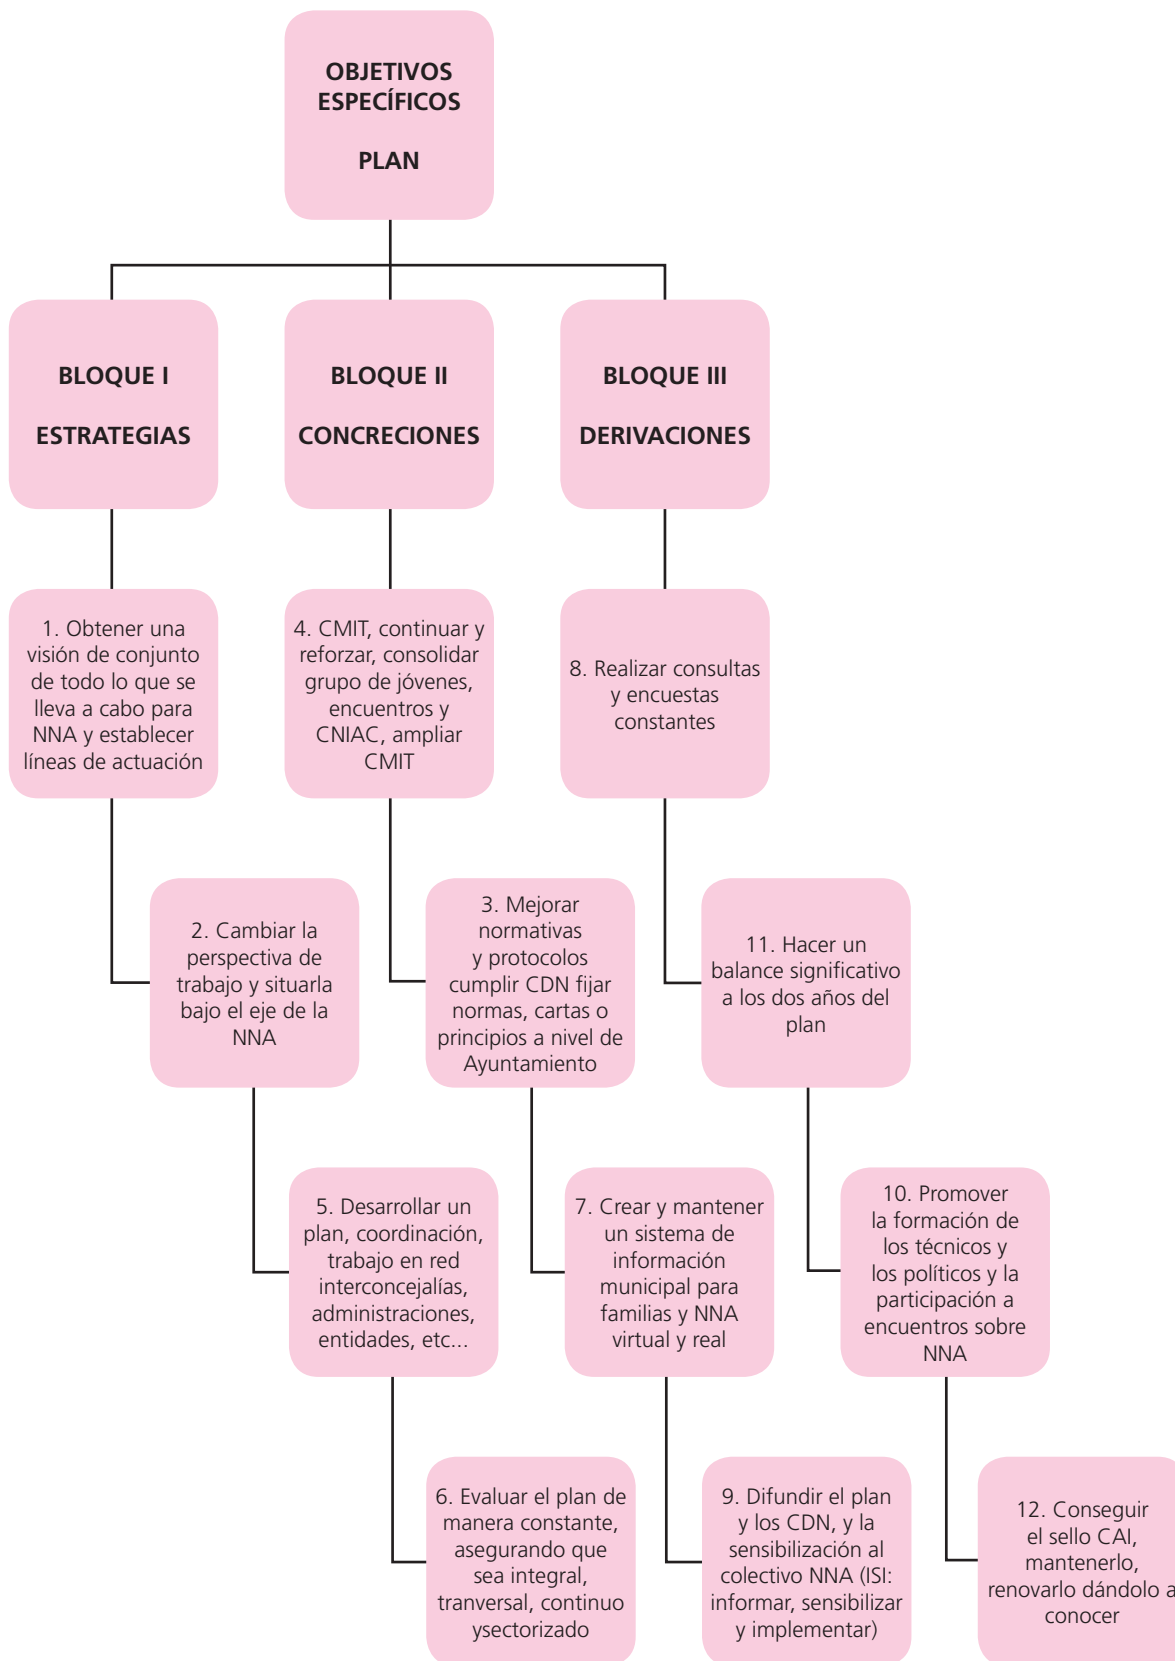 OBJETIVOS
ESPECÍFICOS
PLAN
BLOQUE I
ESTRATEGIAS
BLOQUE II
CONCRECIONES
BLOQUE III
DERIVACIONES
1. Obtener una
visión de conjunto
de todo lo que se
lleva a cabo para
NNA y establecer
líneas de actuación
4. CMIT, continuar y
reforzar, consolidar
grupo de jóvenes,
encuentros y
CNIAC, ampliar
CMIT
8. Realizar consultas
y encuestas
constantes
2. Cambiar la
perspectiva de
trabajo y situarla
bajo el eje de la
NNA
3. Mejorar
normativas
y protocolos
cumplir CDN fijar
normas, cartas o
principios a nivel de
Ayuntamiento
11. Hacer un
balance significativo
a los dos años del
plan
5. Desarrollar un
plan, coordinación,
trabajo en red
interconcejalías,
administraciones,
entidades, etc...
7. Crear y mantener
un sistema de
información
municipal para
familias y NNA
virtual y real
10. Promover
la formación de
los técnicos y
los políticos y la
participación a
encuentros sobre
NNA
6. Evaluar el plan de
manera constante,
asegurando que
sea integral,
tranversal, continuo
ysectorizado
9. Difundir el plan
y los CDN, y la
sensibilización al
colectivo NNA (ISI:
informar, sensibilizar
y implementar)
12. Conseguir
el sello CAI,
mantenerlo,
renovarlo dándolo a
conocer